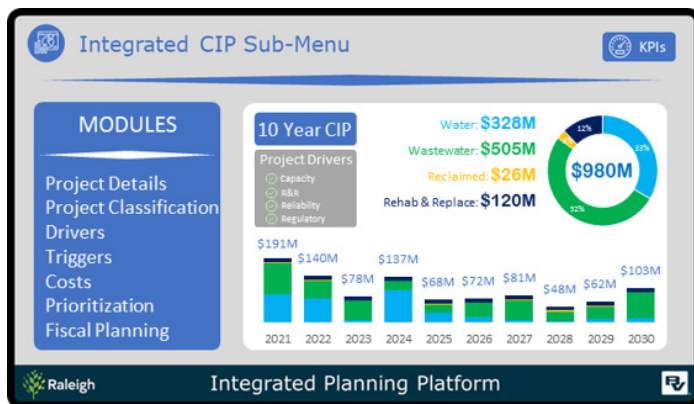 Integrated CIP Sub-Menu
KPIs
MODULES
Project Details
Project Classification
Drivers
Triggers
Costs
Prioritization
Fiscal Planning
10 Year CIP
Project Drivers
Capacity
R&R
Reliability
Regulatory
Water: $328M
Wastewater: $505M
Reclaimed: $26M
Rehab & Replace: $120M
12%
33%
$980M
$191M
$140M
$78M
$137M
$68M
$72M
$81M
$48M
$62M
$103M
2021 2022 2023 2024 2025 2026 2027 2028 2029 2030
Raleigh
Integrated Planning Platform
BV